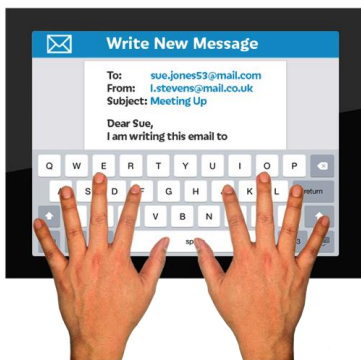 Write New Message
To: sue.jones53@mail.com
From: l.stevens@mail.co.uk
Subject: Meeting Up
Dear Sue,
I am writing this email to
Q W E R T Y U I O P
A S D F G H K L return
V B N